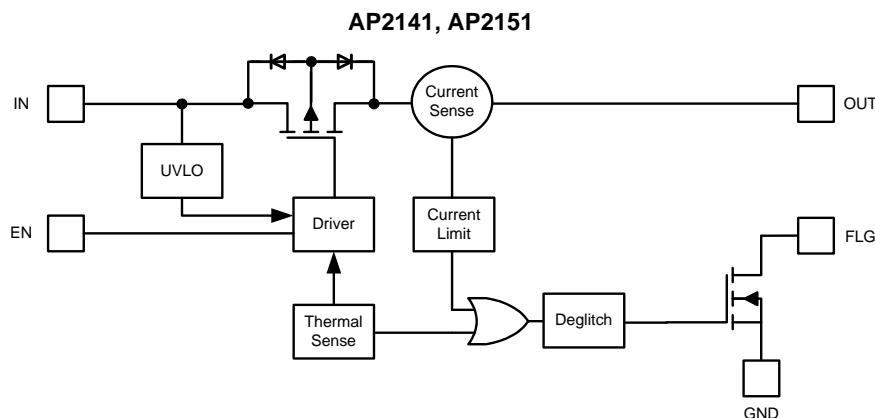 AP2141, AP2151
IN
Current
Sense
OUT
UVLO
EN
Driver
Current
Limit
FLG
Thermal
Sense
Deglitch
GND